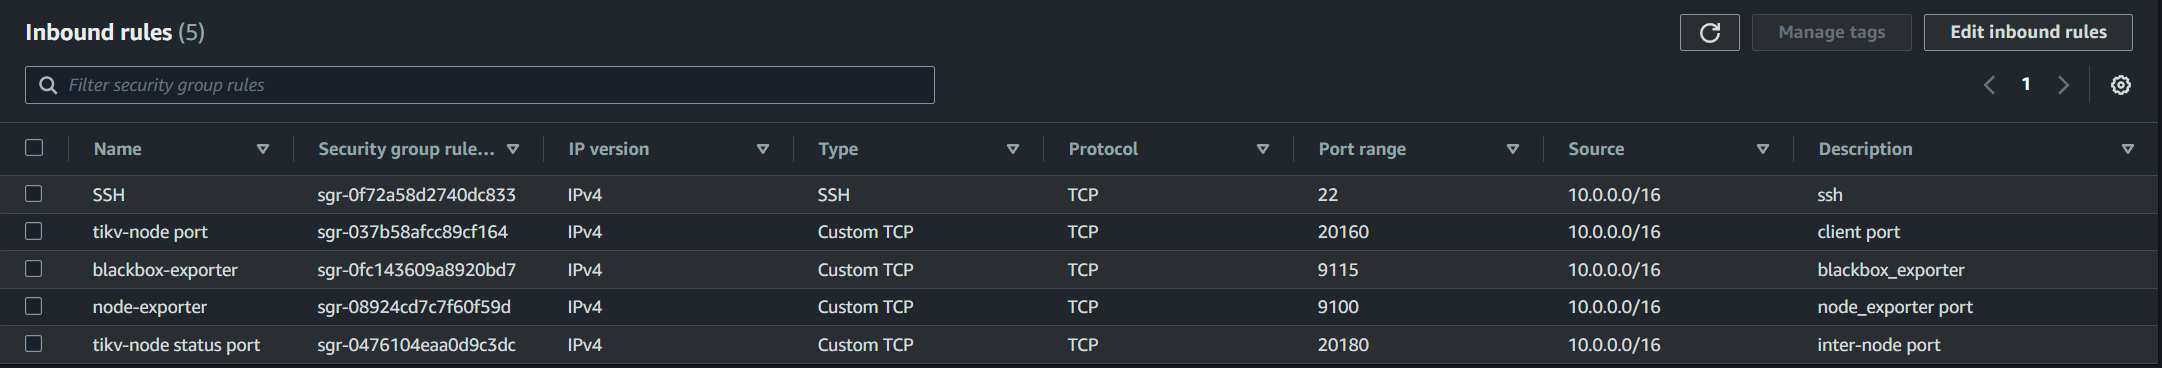 Inbound rules (5)
Manage tags
Edit inbound rules
Filter security group rules
1
Name Security group rule... IP version Type Protocol Port range Source Description
SSH sgr-0f72a58d2740dc833 IPv4 SSH TCP 22 10.0.0.0/16 ssh
tikv-node port sgr-037b58afcc89cf164 IPv4 Custom TCP TCP 20160 10.0.0.0/16 client port
blackbox-exporter sgr-0fc143609a8920bd7 IPv4 Custom TCP TCP 9115 10.0.0.0/16 blackbox_exporter
node-exporter sgr-08924cd7c7f60f59d IPv4 Custom TCP TCP 9100 10.0.0.0/16 node_exporter port
tikv-node status port sgr-0476104eaa0d9c3dc IPv4 Custom TCP TCP 20180 10.0.0.0/16 inter-node port